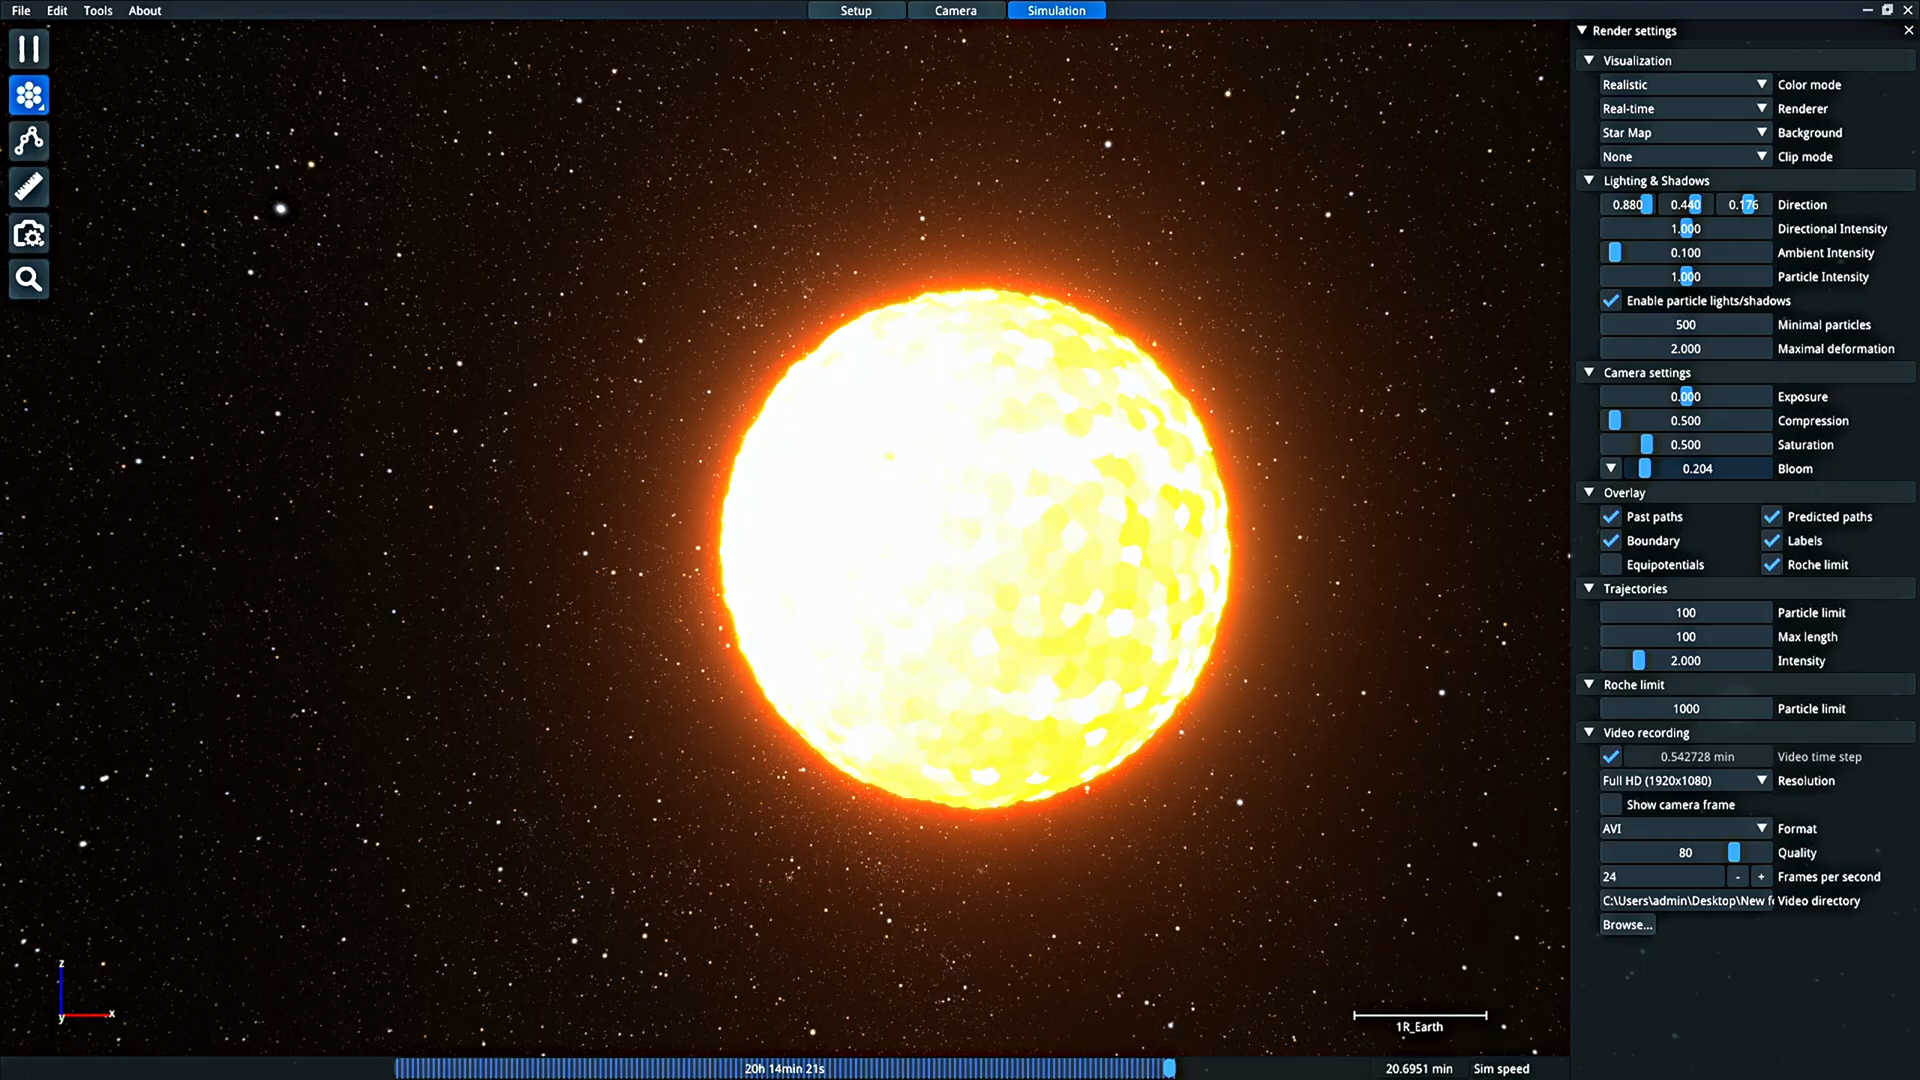 File Edit Tools About
Setup Camera Simulation
Render settings
Visualization
Realistic Color mode
Real-time Renderer
Star Map Background
None Clip mode
Lighting & Shadows
0.880 0.440 0.176 Direction
1.000 Directional Intensity
0.100 Ambient Intensity
1.000 Particle Intensity
Enable particle lights/shadows
500 Minimal particles
2.000 Maximal deformation
Camera settings
0.000 Exposure
0.500 Compression
0.500 Saturation
0.204 Bloom
Overlay
Past paths Predicted paths
Boundary Labels
Equipotentials Roche limit
Trajectories
100 Particle limit
100 Max length
2.000 Intensity
Roche limit
1000 Particle limit
Video recording
0.542728 min Video time step
Full HD (1920x1080) Resolution
Show camera frame
AVI Format
80 Quality
24 - + Frames per second
C:\Users\admin\Desktop\New f Video directory
Browse...
z
y x
1R_Earth
20h 14min 21s 20.6951 min Sim speed